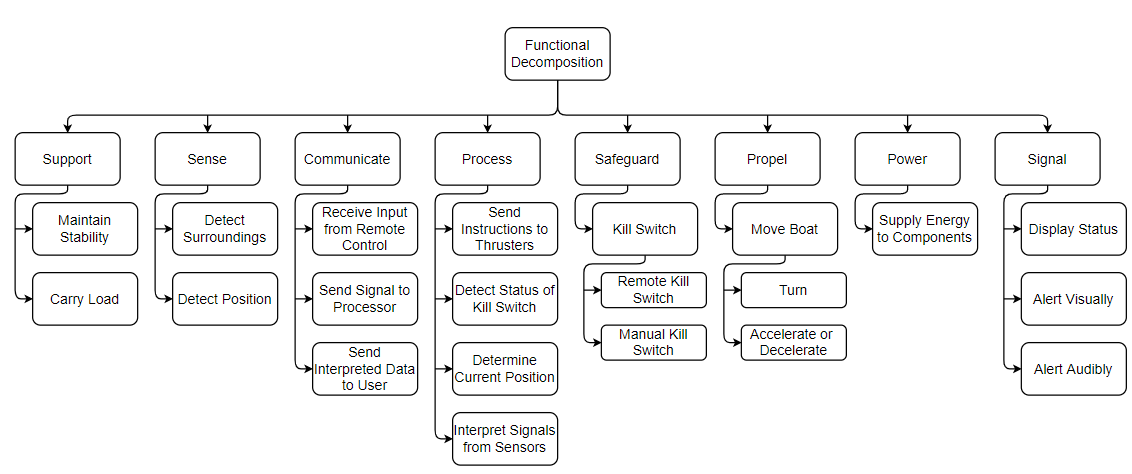 Functional
Decomposition
Support
Sense
Communicate
Process
Safeguard
Propel
Power
Signal
Maintain
Stability
Carry Load
Detect
Surroundings
Detect Position
Receive Input
from Remote
Control
Send Signal to
Processor
Send
Interpreted Data
to User
Send
Instructions to
Thrusters
Detect Status of
Kill Switch
Determine
Current Position
Interpret Signals
from Sensors
Kill Switch
Remote Kill
Switch
Manual Kill
Switch
Move Boat
Turn
Accelerate or
Decelerate
Supply Energy
to Components
Display Status
Alert Visually
Alert Audibly